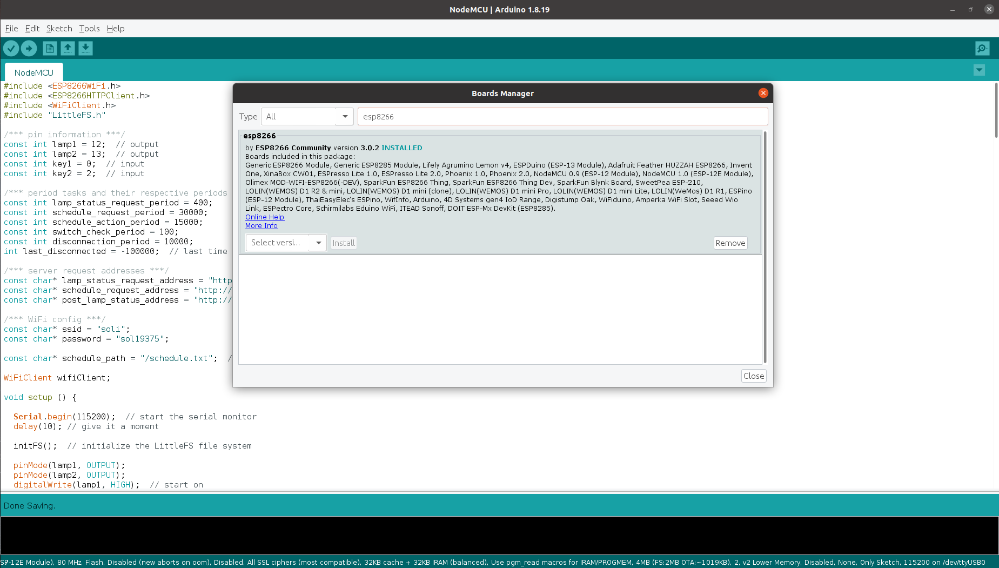 NodeMCU | Arduino 1.8.19
File Edit Sketch Tools Help
NodeMCU
#include <ESP8266WiFi.h>
#include <ESP8266HTTPClient.h>
#include <WiFiClient.h>
#include "LittleFS.h"
/*** pin information ***/
const int lamp1 = 12;  // output
const int lamp2 = 13;  // output
const int key1 = 0;  // input
const int key2 = 2;  // input
/*** period tasks and their respective periods
const int lamp_status_request_period = 400;
const int schedule_request_period = 30000;
const int schedule_action_period = 15000;
const int switch_check_period = 100;
const int disconnection_period = 10000;
int last_disconnected = -100000;  // last time
/*** server request addresses ***/
const char* lamp_status_request_address = "http
const char* schedule_request_address = "http://
const char* post_lamp_status_address = "http://
/*** WiFi config ***/
const char* ssid = "soli";
const char* password = "sol19375";
const char* schedule_path = "/schedule.txt";  /
WiFiClient wifiClient;
void setup () {
Serial.begin(115200);  // start the serial monitor
delay(10); // give it a moment
initFS();  // initialize the LittleFS file system
pinMode(lamp1, OUTPUT);
pinMode(lamp2, OUTPUT);
digitalWrite(lamp1, HIGH);  // start on
Boards Manager
Type All esp8266
esp8266
by ESP8266 Community version 3.0.2 INSTALLED
Boards included in this package:
Generic ESP8266 Module, Generic ESP8285 Module, Lifely Agrumino Lemon v4, ESPDuino (ESP-13 Module), Adafruit Feather HUZZAH ESP8266, Invent
One, XinaBox CW01, ESPresso Lite 1.0, ESPresso Lite 2.0, Phoenix 1.0, Phoenix 2.0, NodeMCU 0.9 (ESP-12 Module), NodeMCU 1.0 (ESP-12E Module),
Olimex MOD-WIFI-ESP8266(-DEV), SparkFun ESP8266 Thing, SparkFun ESP8266 Thing Dev, SparkFun Blynk Board, SweetPea ESP-210,
LOLIN(WEMOS) D1 R2 & mini, LOLIN(WEMOS) D1 mini (clone), LOLIN(WEMOS) D1 mini Pro, LOLIN(WEMOS) D1 mini Lite, LOLIN(WeMos) D1 R1, ESPino
(ESP-12 Module), ThaiEasyElec's ESPino, WifInfo, Arduino, 4D Systems gen4 IoD Range, Digistump Oak, WiFiduino, Amperka WiFi Slot, Seeed Wio
Link, ESPectro Core, Schirmilabs Eduino WiFi, ITEAD Sonoff, DOIT ESP-Mx DevKit (ESP8285).
Online Help
More Info
Select versi... Install Remove
Close
Done Saving.
SP-12E Module), 80 MHz, Flash, Disabled (new aborts on oom), Disabled, All SSL ciphers (most compatible), 32KB cache + 32KB IRAM (balanced), Use pgm_read macros for IRAM/PROGMEM, 4MB (FS:2MB OTA:~1019KB), 2, v2 Lower Memory, Disabled, None, Only Sketch, 115200 on /dev/ttyUSB0